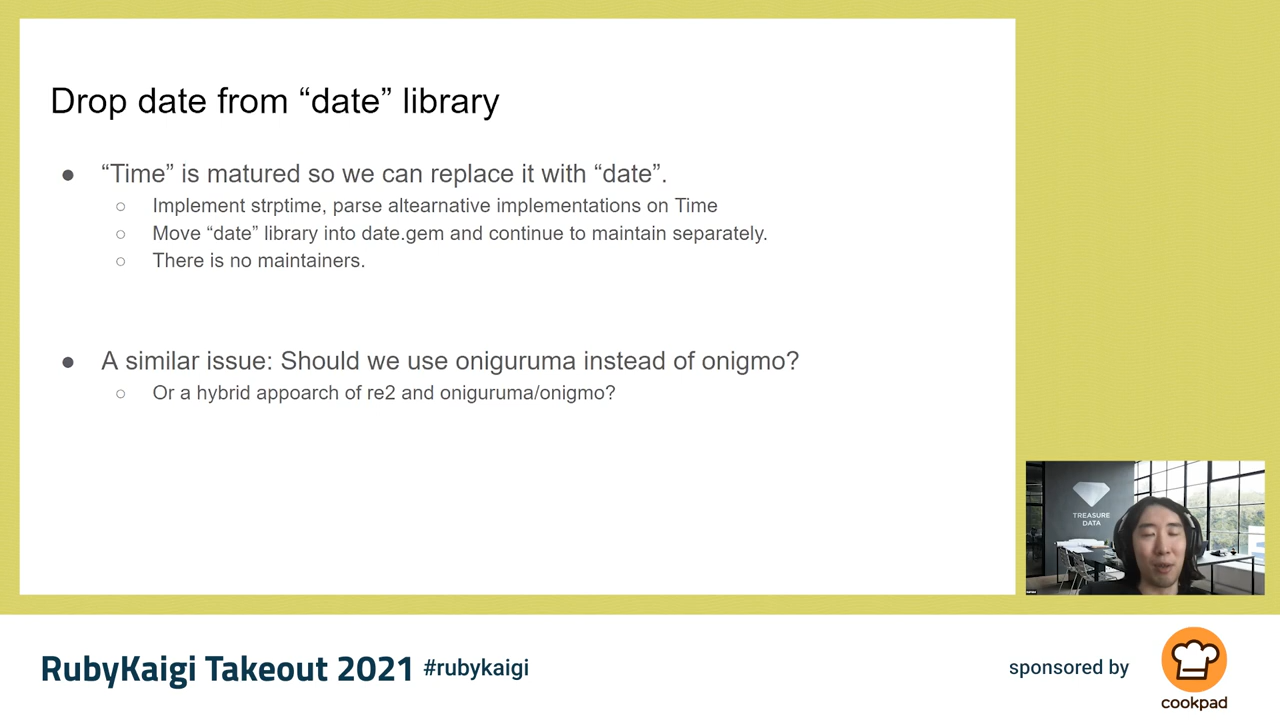 Drop date from “date” library
● “Time” is matured so we can replace it with “date”.
○ Implement strptime, parse altearnative implementations on Time
○ Move “date” library into date.gem and continue to maintain separately.
○ There is no maintainers.
● A similar issue: Should we use oniguruma instead of onigmo?
○ Or a hybrid appoarch of re2 and oniguruma/onigmo?
TREASURE
DATA
RubyKaigi Takeout 2021 #rubykaigi
sponsored by
cookpad